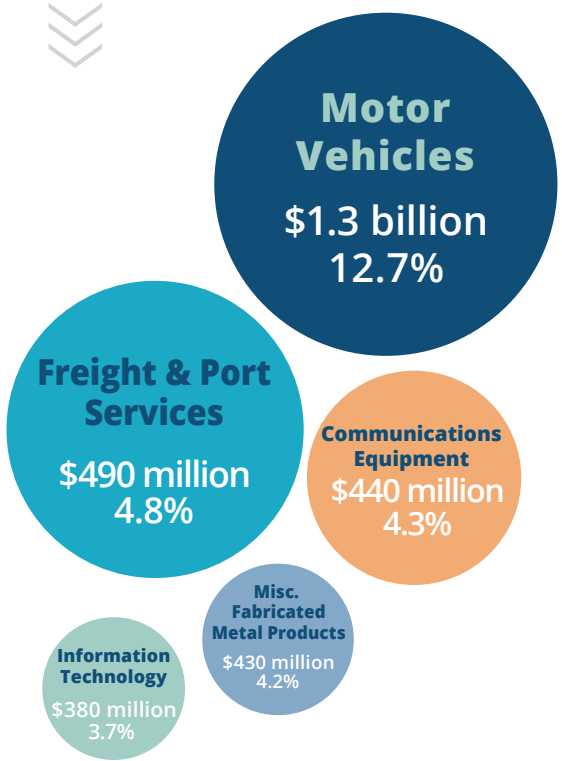 Motor
Vehicles
$1.3 billion
12.7%
Freight & Port
Services
$490 million
4.8%
Communications
Equipment
$440 million
4.3%
Misc.
Fabricated
Metal Products
$430 million
4.2%
Information
Technology
$380 million
3.7%